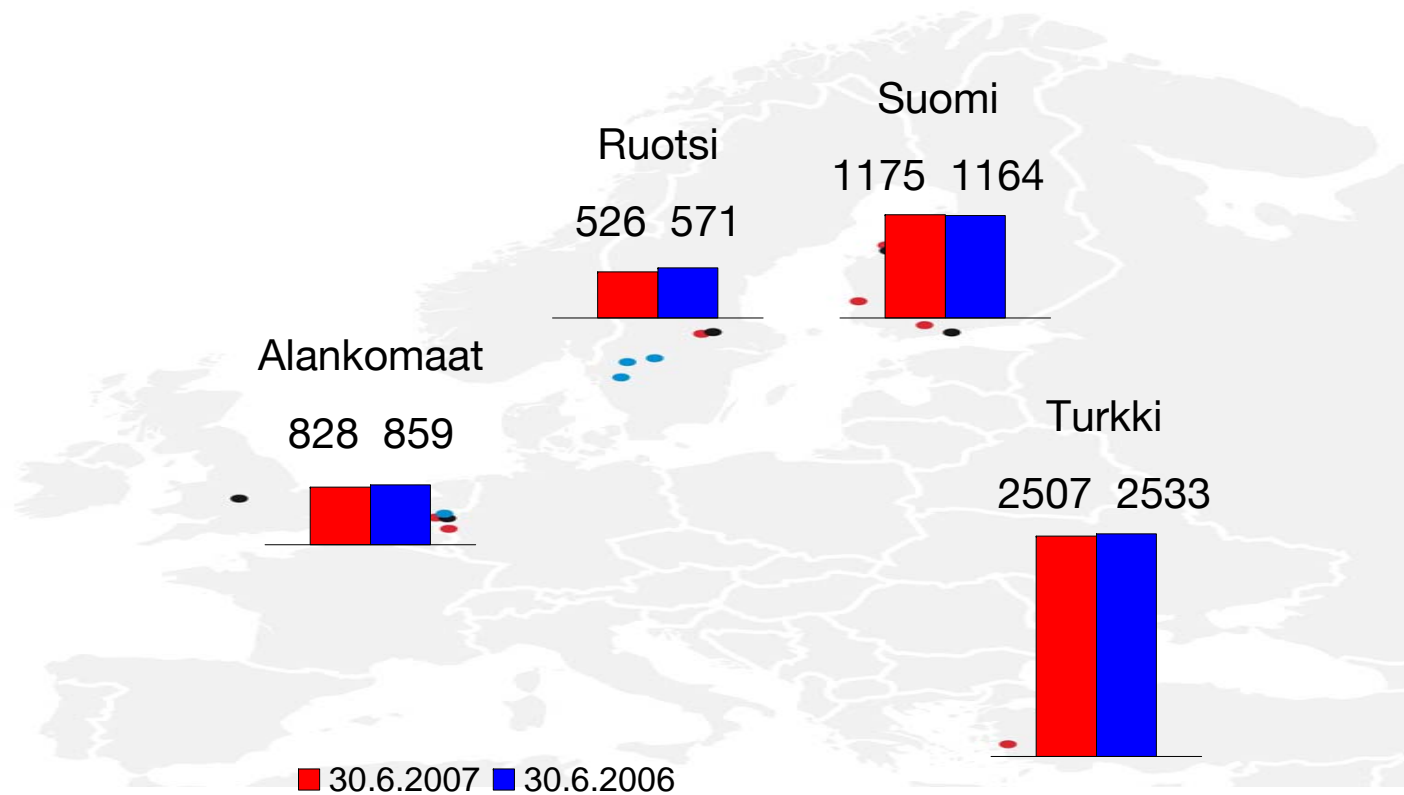 Suomi
1175 1164
Ruotsi
526 571
Alankomaat
828 859
Turkki
2507 2533
30.6.2007 30.6.2006